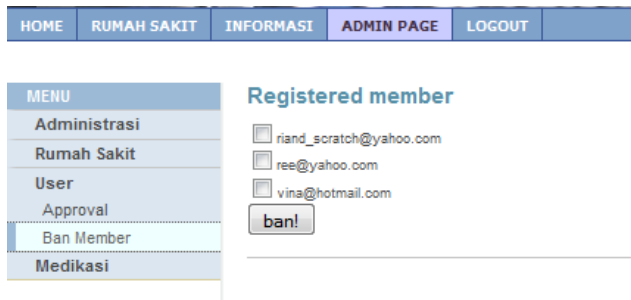 HOME RUMAH SAKIT INFORMASI ADMIN PAGE LOGOUT
MENU
Administrasi
Rumah Sakit
User
Approval
Ban Member
Medikasi
Registered member
riand_scratch@yahoo.com
ree@yahoo.com
vina@hotmail.com
ban!